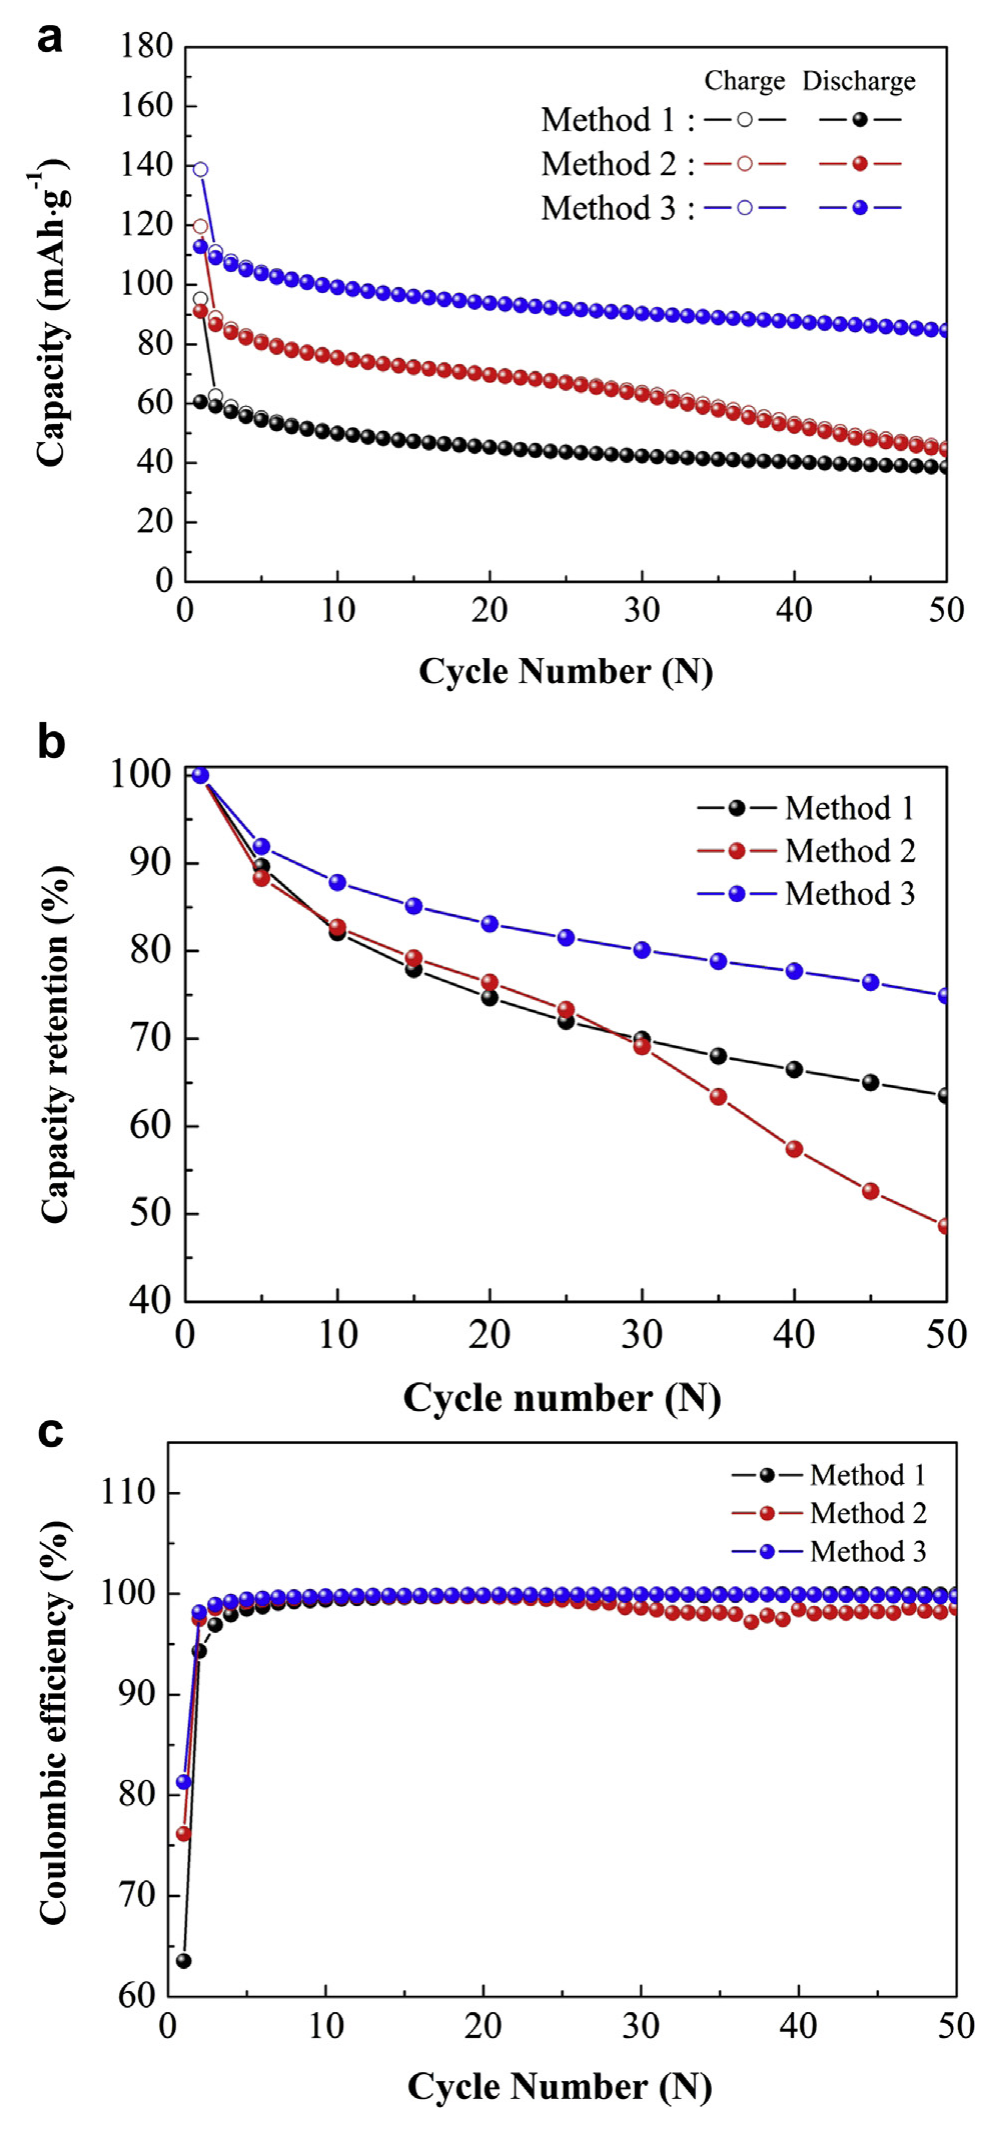 a
180
160
140
120
100
80
60
40
20
0
Capacity (mAh·g⁻¹)
Charge Discharge
Method 1 :
Method 2 :
Method 3 :
0 10 20 30 40 50
Cycle Number (N)
b
100
90
80
70
60
50
40
Capacity retention (%)
Method 1
Method 2
Method 3
0 10 20 30 40 50
Cycle number (N)
c
110
100
90
80
70
60
Coulombic efficiency (%)
Method 1
Method 2
Method 3
0 10 20 30 40 50
Cycle Number (N)